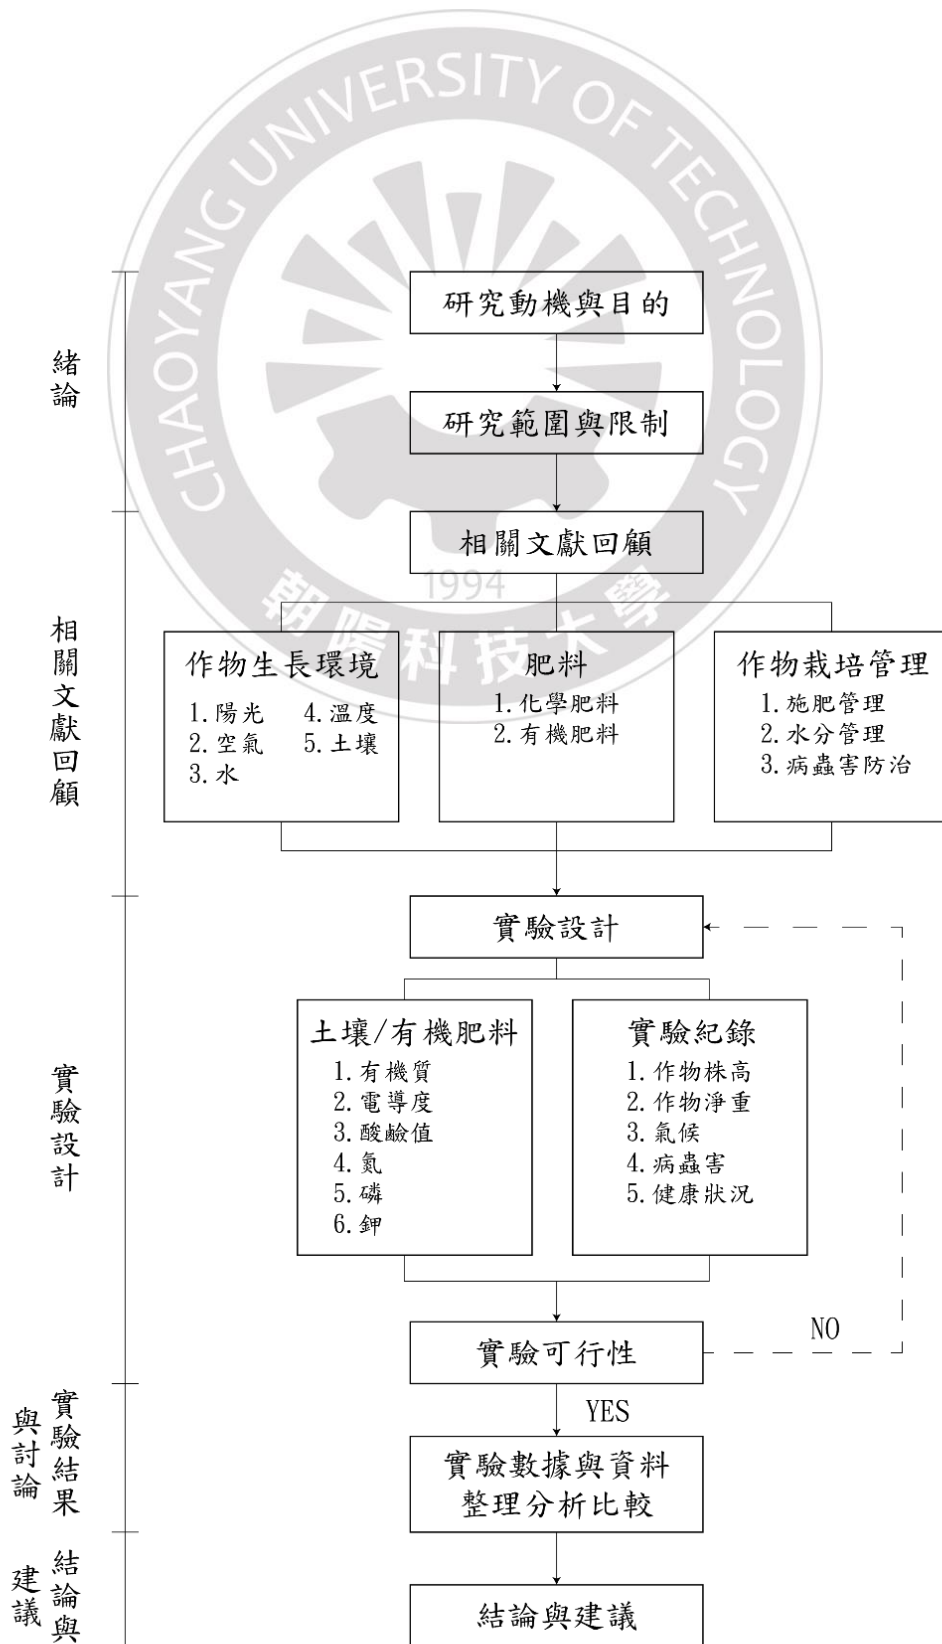 CHAOYANG UNIVERSITY OF TECHNOLOGY
1994
朝陽科技大學
緒論
研究動機與目的
研究範圍與限制
相關文獻回顧
相關文獻回顧
作物生長環境
1.陽光 4.溫度
2.空氣 5.土壤
3.水
肥料
1.化學肥料
2.有機肥料
作物栽培管理
1.施肥管理
2.水分管理
3.病蟲害防治
實驗設計
實驗設計
土壤/有機肥料
1.有機質
2.電導度
3.酸鹼值
4.氮
5.磷
6.鉀
實驗紀錄
1.作物株高
2.作物淨重
3.氣候
4.病蟲害
5.健康狀況
實驗可行性
NO
YES
實驗結果
與討論
實驗數據與資料
整理分析比較
結論與
建議
結論與建議